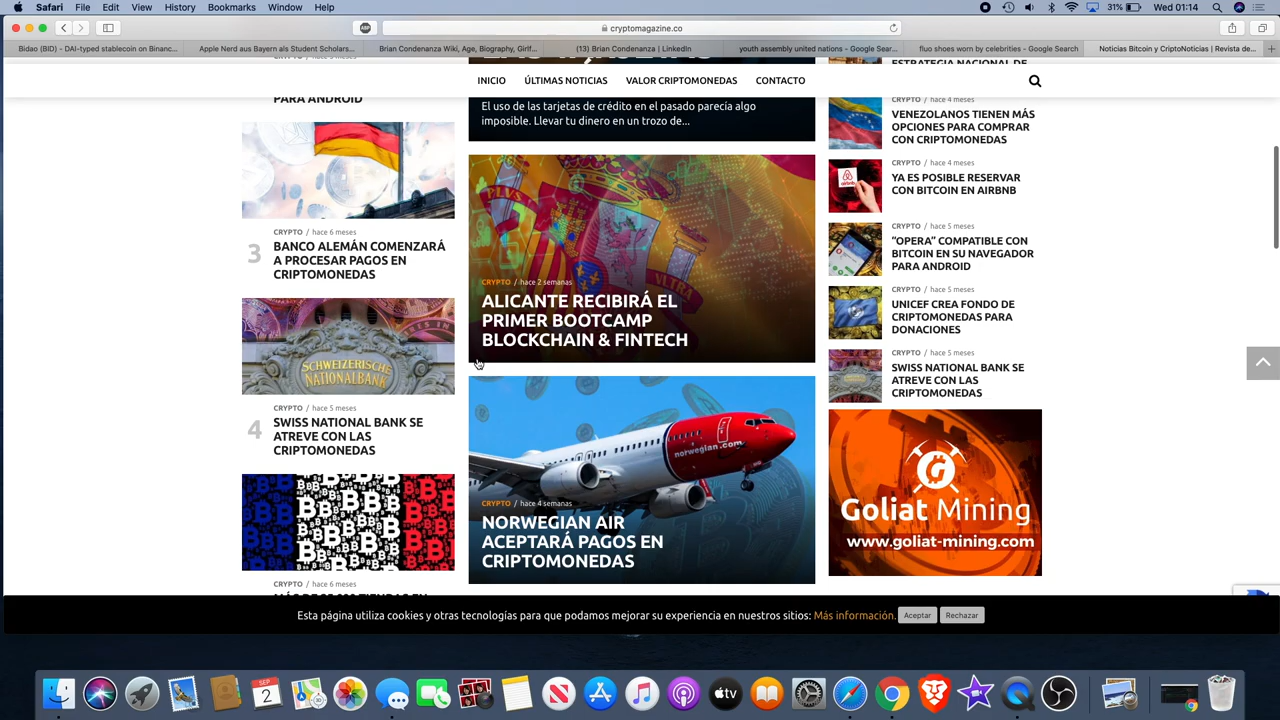 Safari File Edit View History Bookmarks Window Help
31% Wed 01:14
cryptomagazine.co
Bidao (BID) - DAI-typed stablecoin on Binanc...
Apple Nerd aus Bayern als Student Scholars...
Brian Condenanza Wiki, Age, Biography, Girlf...
(13) Brian Condenanza | LinkedIn
youth assembly united nations - Google Sear...
fluo shoes worn by celebrities - Google Search
Noticias Bitcoin y CriptoNoticias | Revista de...
INICIO ÚLTIMAS NOTICIAS VALOR CRIPTOMONEDAS CONTACTO
PARA ANDROID
CRYPTO / hace 6 meses
3
BANCO ALEMÁN COMENZARÁ
A PROCESAR PAGOS EN
CRIPTOMONEDAS
SCHWEIZERISCHE
NATIONALBANK
CRYPTO / hace 5 meses
4
SWISS NATIONAL BANK SE
ATREVE CON LAS
CRIPTOMONEDAS
CRYPTO / hace 6 meses
El uso de las tarjetas de crédito en el pasado parecía algo
imposible. Llevar tu dinero en un trozo de...
CRYPTO / hace 2 semanas
ALICANTE RECIBIRÁ EL
PRIMER BOOTCAMP
BLOCKCHAIN & FINTECH
norwegian.com
CRYPTO / hace 4 semanas
NORWEGIAN AIR
ACEPTARÁ PAGOS EN
CRIPTOMONEDAS
ESTRATEGIA NACIONAL DE
CRYPTO / hace 4 meses
VENEZOLANOS TIENEN MÁS
OPCIONES PARA COMPRAR
CON CRIPTOMONEDAS
airbnb
CRYPTO / hace 4 meses
YA ES POSIBLE RESERVAR
CON BITCOIN EN AIRBNB
CRYPTO / hace 5 meses
“OPERA” COMPATIBLE CON
BITCOIN EN SU NAVEGADOR
PARA ANDROID
CRYPTO / hace 5 meses
UNICEF CREA FONDO DE
CRIPTOMONEDAS PARA
DONACIONES
CRYPTO / hace 5 meses
SWISS NATIONAL BANK SE
ATREVE CON LAS
CRIPTOMONEDAS
Goliat Mining
www.goliat-mining.com
Esta página utiliza cookies y otras tecnologías para que podamos mejorar su experiencia en nuestros sitios: Más información. Aceptar Rechazar
SEP
2
tv